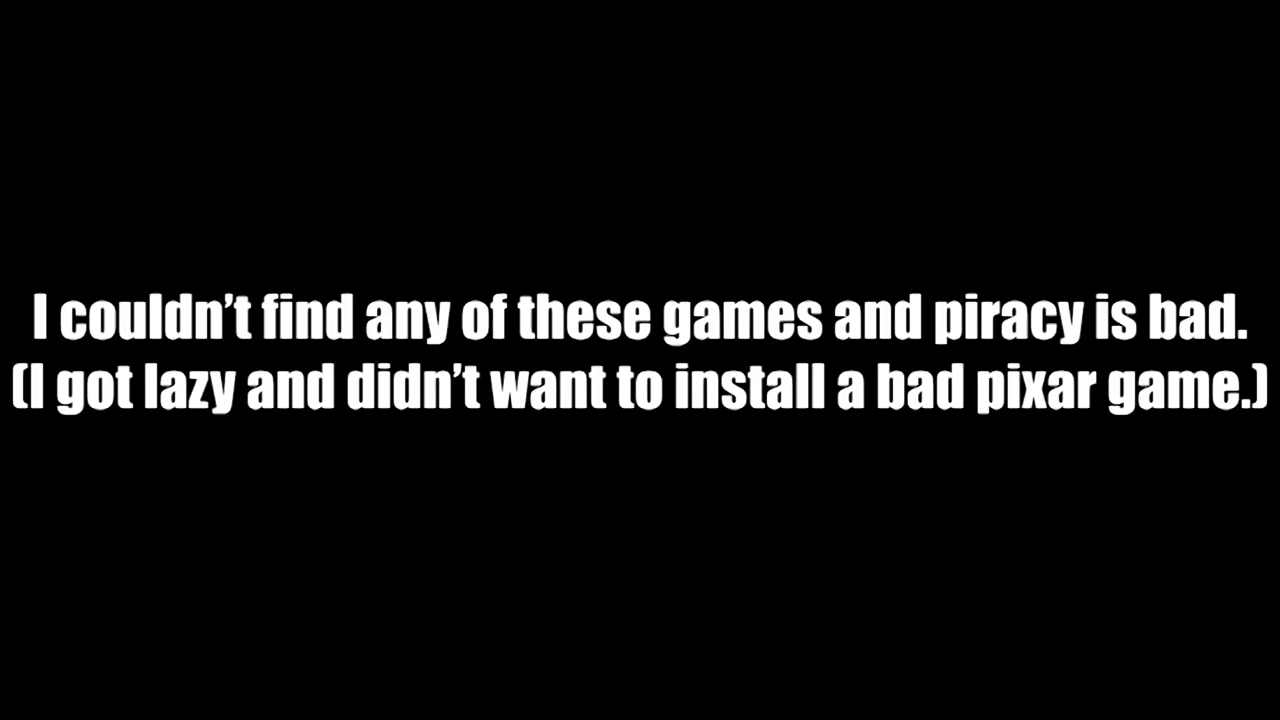 I couldn’t find any of these games and piracy is bad.
(I got lazy and didn’t want to install a bad pixar game.)